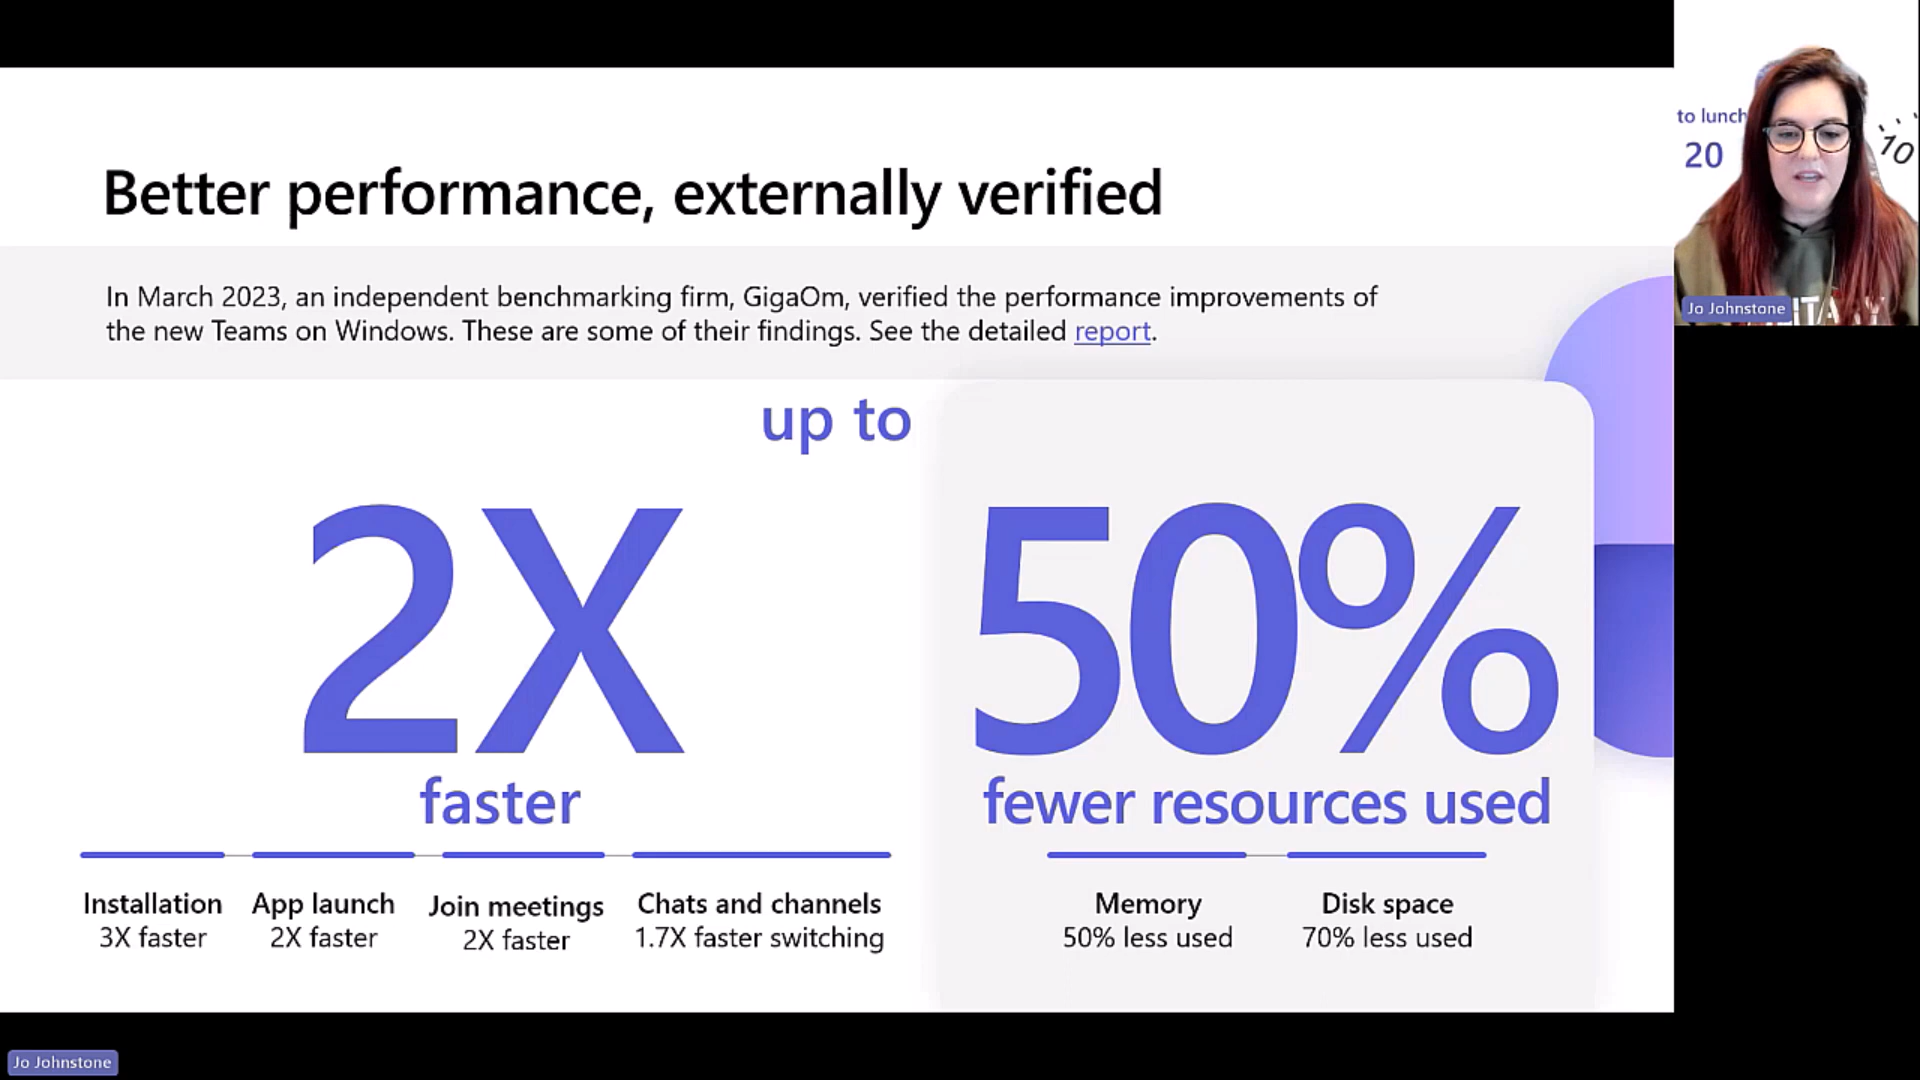 Better performance, externally verified
In March 2023, an independent benchmarking firm, GigaOm, verified the performance improvements of
the new Teams on Windows. These are some of their findings. See the detailed report.
up to
2X
faster
Installation
3X faster
App launch
2X faster
Join meetings
2X faster
Chats and channels
1.7X faster switching
50%
fewer resources used
Memory
50% less used
Disk space
70% less used
to lunch
20
10
Jo Johnstone
Jo Johnstone